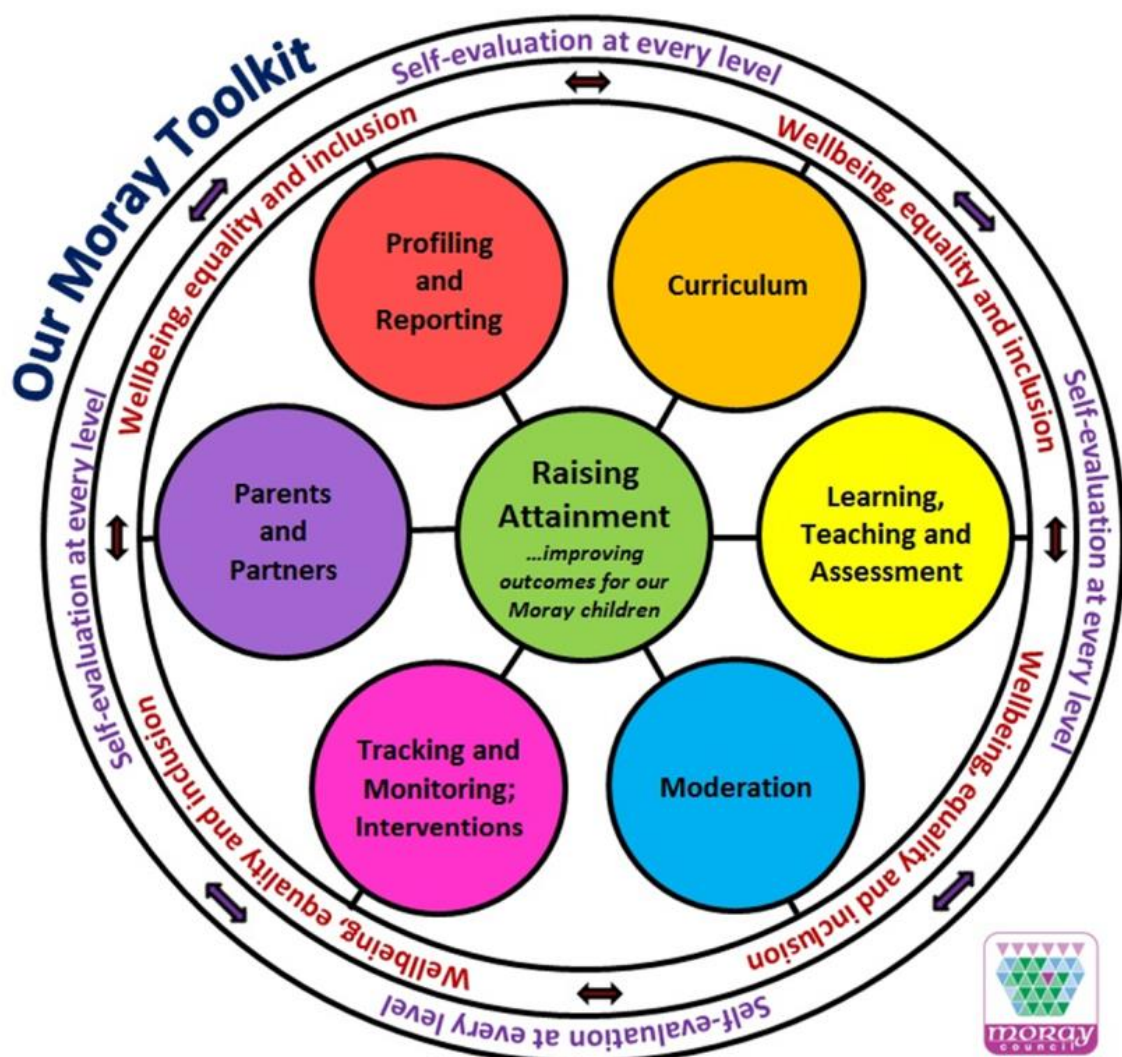 Our Moray Toolkit
Self-evaluation at every level
Wellbeing, equality and inclusion
Wellbeing, equality and inclusion
Profiling
and
Reporting
Curriculum
Self-evaluation at every level
Self-evaluation at every level
Parents
and
Partners
Raising
Attainment
...improving
outcomes for our
Moray children
Learning,
Teaching and
Assessment
Tracking and
Monitoring;
Interventions
Moderation
Wellbeing, equality and inclusion
Wellbeing, equality and inclusion
Self-evaluation at every level
moray
council